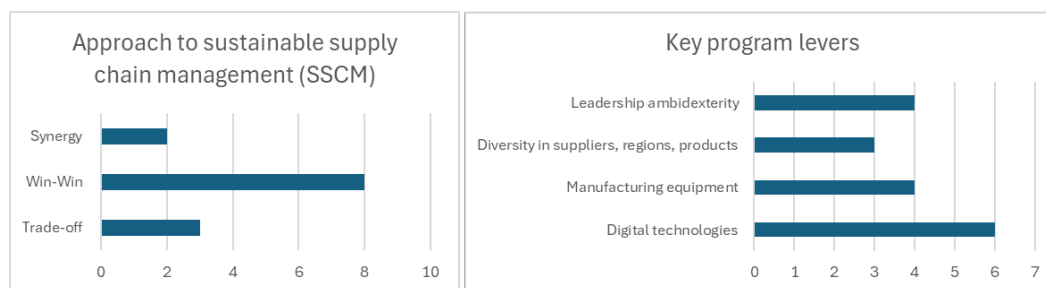 Approach to sustainable supply
chain management (SSCM)
Synergy
Win-Win
Trade-off
0 2 4 6 8 10
Key program levers
Leadership ambidexterity
Diversity in suppliers, regions, products
Manufacturing equipment
Digital technologies
0 1 2 3 4 5 6 7